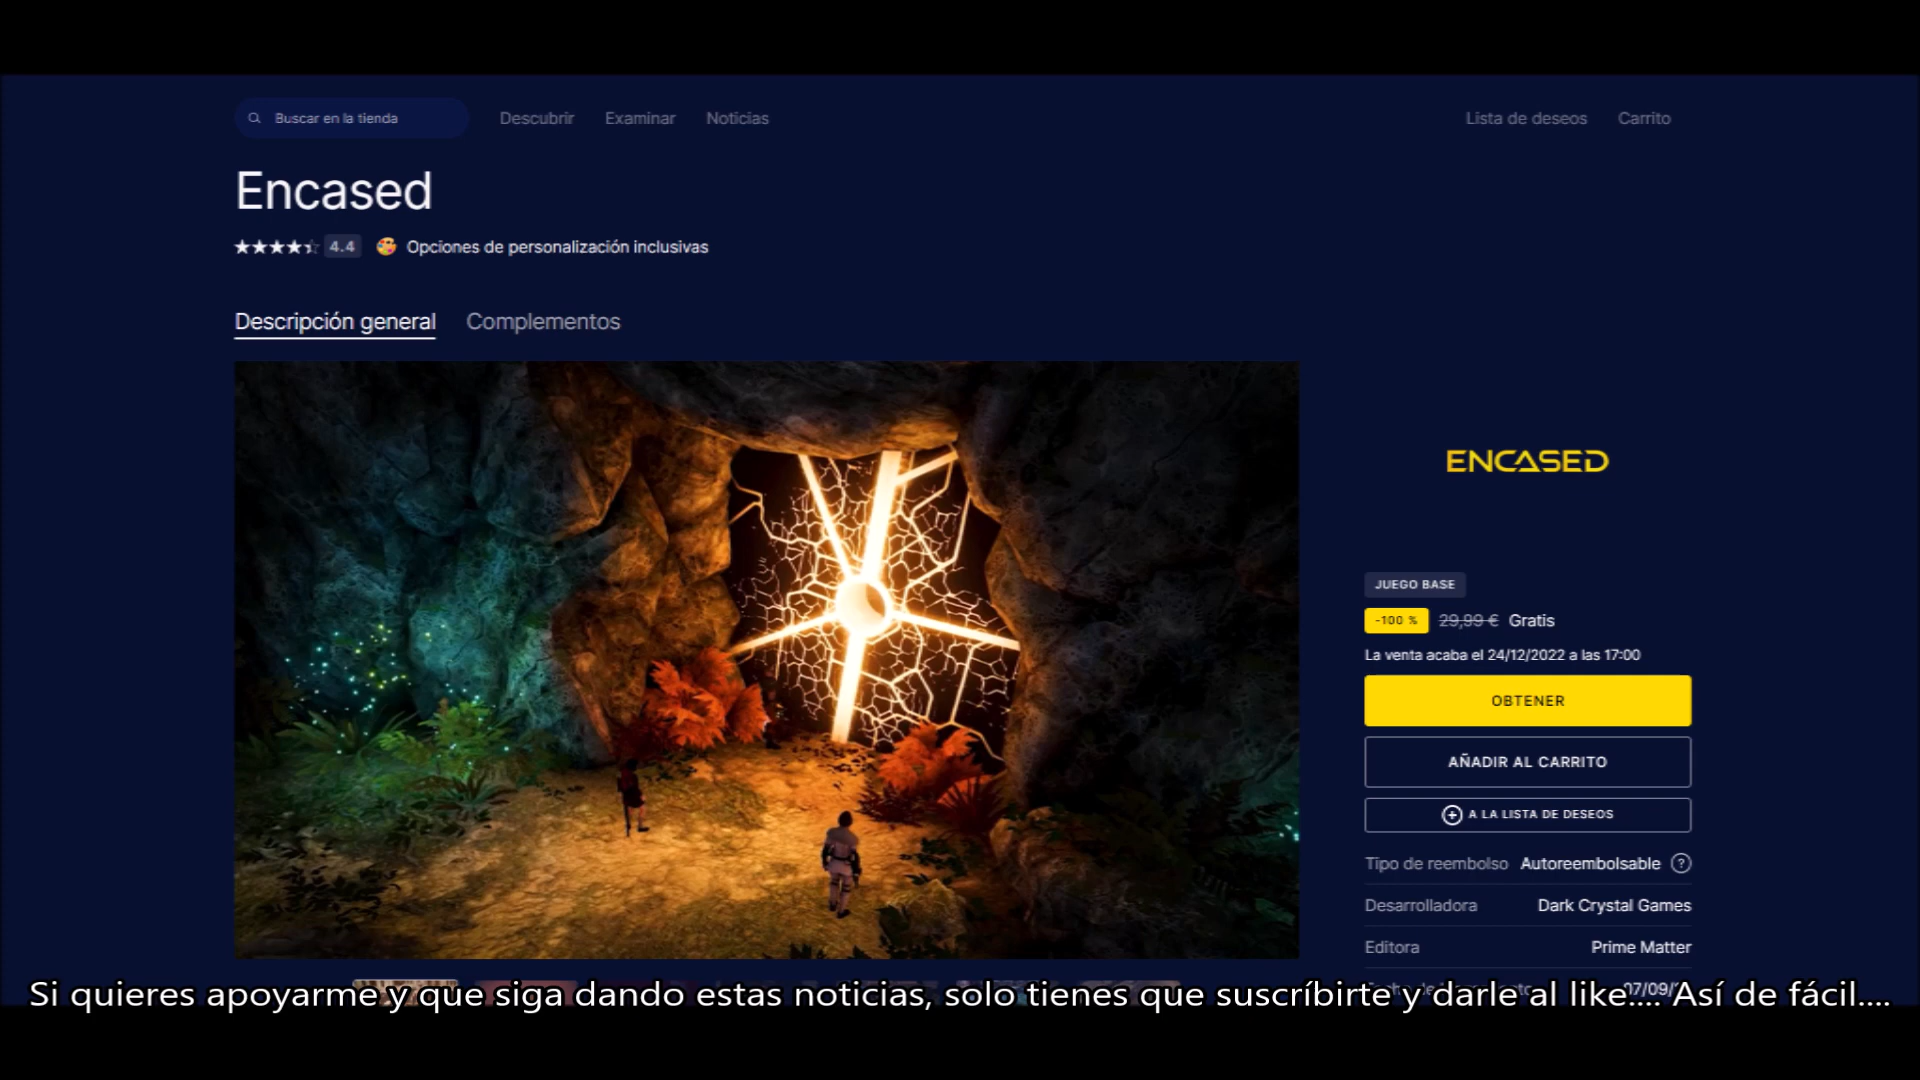 Buscar en la tienda
Descubrir
Examinar
Noticias
Lista de deseos
Carrito
Encased
4.4
Opciones de personalización inclusivas
Descripción general
Complementos
ENCASED
JUEGO BASE
-100 % 29,99 € Gratis
La venta acaba el 24/12/2022 a las 17:00
OBTENER
AÑADIR AL CARRITO
A LA LISTA DE DESEOS
Tipo de reembolso Autoreembolsable
Desarrolladora Dark Crystal Games
Editora Prime Matter
07/09/
Si quieres apoyarme y que siga dando estas noticias, solo tienes que suscríbirte y darle al like.... Así de fácil....